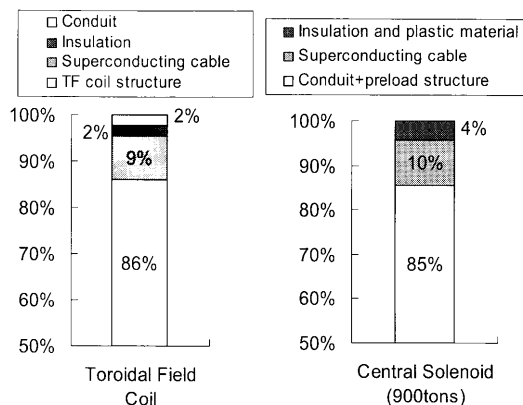 Conduit
Insulation
Superconducting cable
TF coil structure
100%
90%
80%
70%
60%
50%
2%
2%
9%
86%
Toroidal Field
Coil
Insulation and plastic material
Superconducting cable
Conduit+preload structure
100%
90%
80%
70%
60%
50%
4%
10%
85%
Central Solenoid
(900tons)